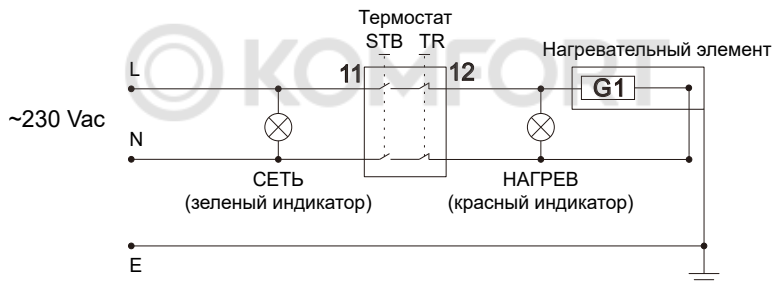 KOMFORT
Термостат
STB TR
Нагревательный элемент
L
11
12
G1
~230 Vac
N
СЕТЬ
(зеленый индикатор)
НАГРЕВ
(красный индикатор)
E